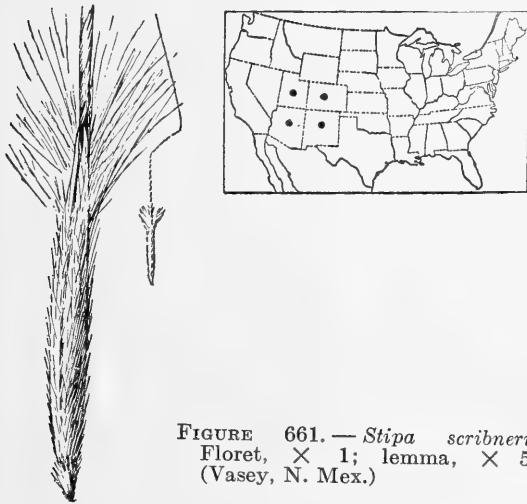 FIGURE 661. — Stipa scribneri
Floret, × 1; lemma, × 5
(Vasey, N. Mex.)